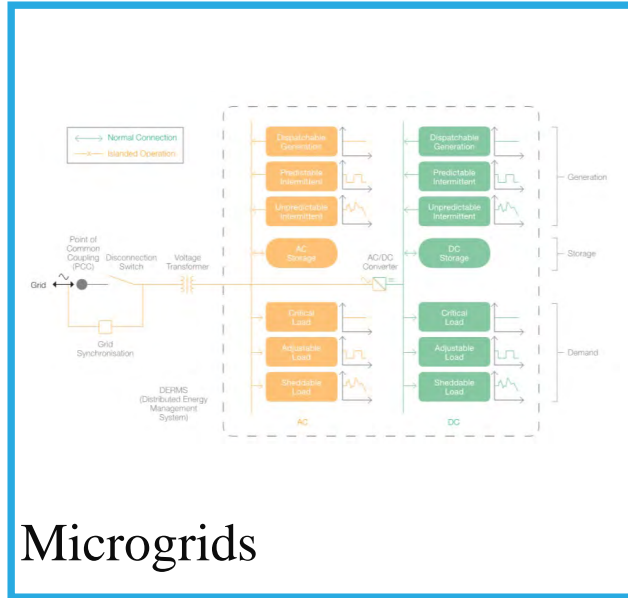 Normal Connection
Islanded Operation
Dispatchable
Generation
Predictable
Intermittent
Unpredictable
Intermittent
AC
Storage
Critical
Load
Adjustable
Load
Sheddable
Load
AC
Dispatchable
Generation
Predictable
Intermittent
Unpredictable
Intermittent
DC
Storage
Critical
Load
Adjustable
Load
Sheddable
Load
DC
Generation
Storage
Demand
Point of
Common
Coupling
(PCC)
Disconnection
Switch
Voltage
Transformer
AC/DC
Converter
Grid
Grid
Synchronisation
DERMS
(Distributed Energy
Management
System)
Microgrids